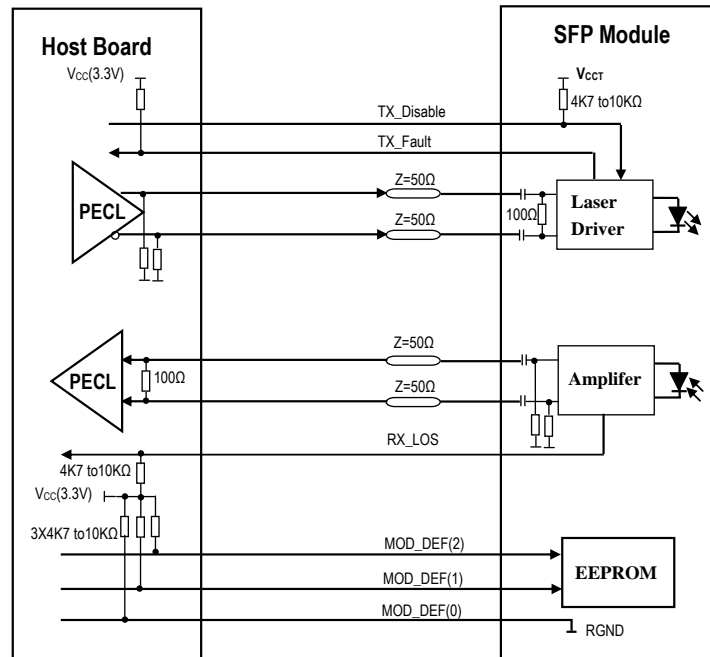 Host Board
SFP Module
VCC(3.3V)
VCCT
4K7 to10KΩ
TX_Disable
TX_Fault
PECL
Z=50Ω
Z=50Ω
100Ω
Laser
Driver
PECL
100Ω
Z=50Ω
Z=50Ω
Amplifer
RX_LOS
4K7 to10KΩ
VCC(3.3V)
3X4K7 to10KΩ
MOD_DEF(2)
MOD_DEF(1)
MOD_DEF(0)
EEPROM
RGND